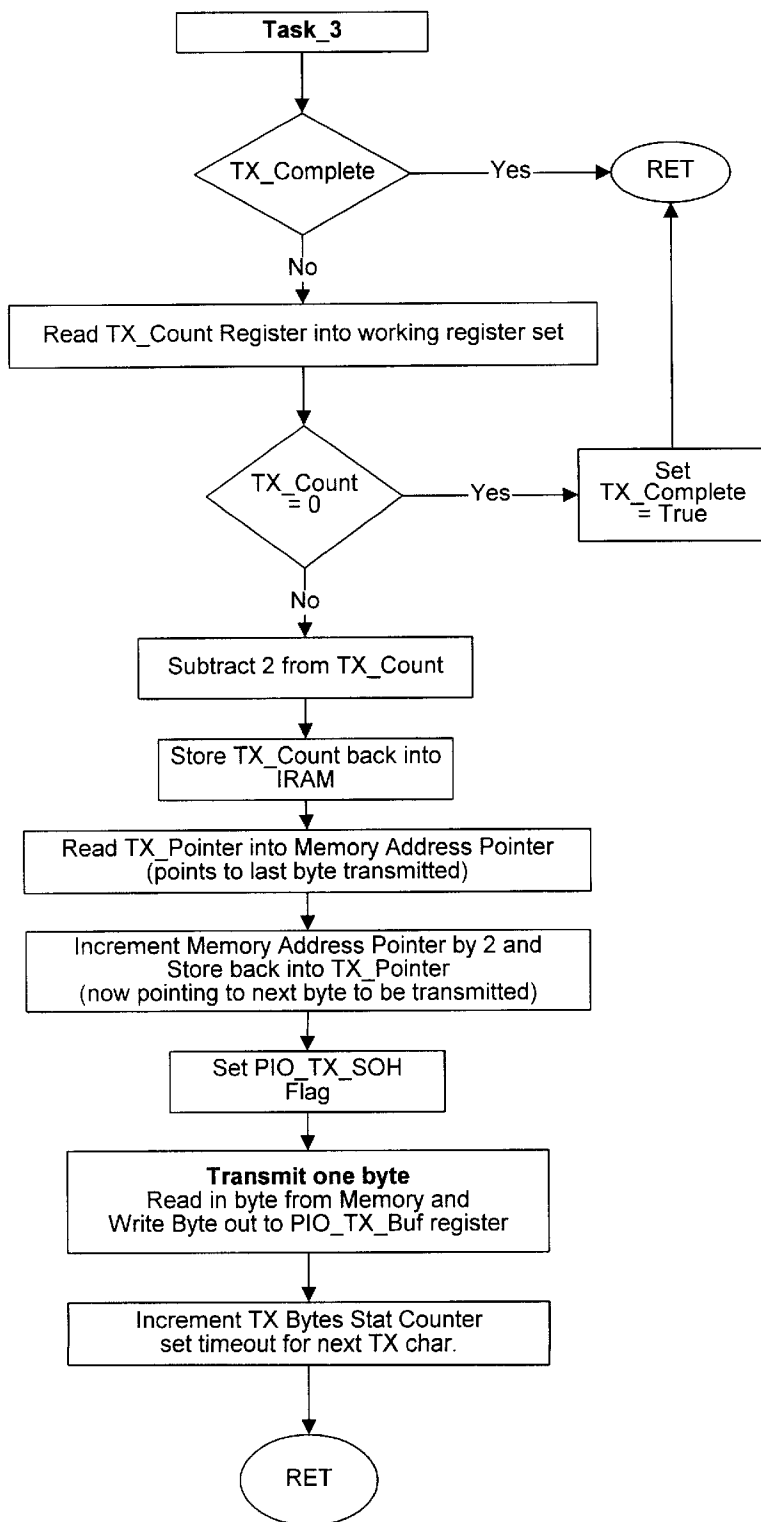 Task_3
TX_Complete
Yes
RET
No
Read TX_Count Register into working register set
TX_Count
= 0
Yes
Set
TX_Complete
= True
No
Subtract 2 from TX_Count
Store TX_Count back into
IRAM
Read TX_Pointer into Memory Address Pointer
(points to last byte transmitted)
Increment Memory Address Pointer by 2 and
Store back into TX_Pointer
(now pointing to next byte to be transmitted)
Set PIO_TX_SOH
Flag
Transmit one byte
Read in byte from Memory and
Write Byte out to PIO_TX_Buf register
Increment TX Bytes Stat Counter
set timeout for next TX char.
RET